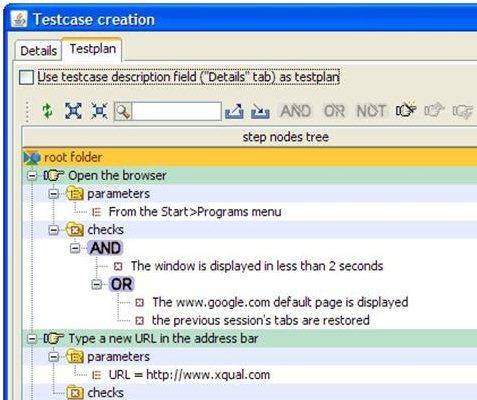 Testcase creation
Details Testplan
Use testcase description field ("Details" tab) as testplan
AND OR NOT
step nodes tree
root folder
Open the browser
parameters
From the Start>Programs menu
checks
AND
The window is displayed in less than 2 seconds
OR
The www.google.com default page is displayed
the previous session's tabs are restored
Type a new URL in the address bar
parameters
URL = http://www.xqual.com
checks